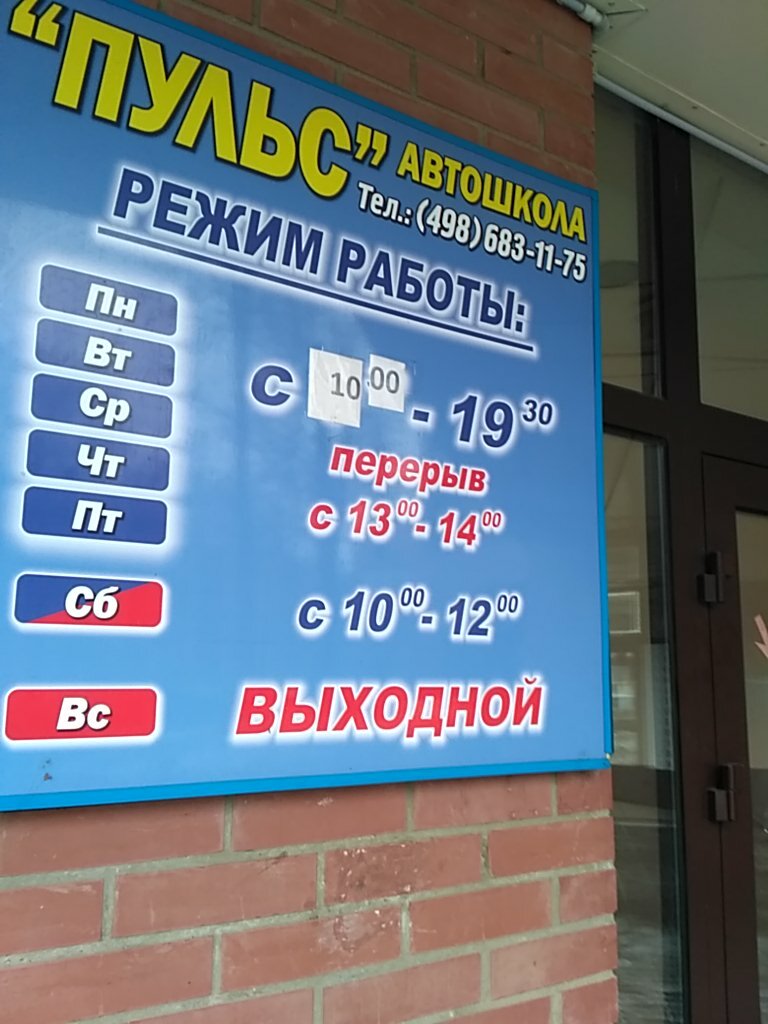 “ПУЛЬС” АВТОШКОЛА
Тел.: (498) 683-11-75
РЕЖИМ РАБОТЫ:
Пн
Вт
Ср
Чт
Пт
с 10.00 - 19 30
перерыв
с 13 00 - 14 00
Сб
с 10 00 - 12 00
Вс
ВЫХОДНОЙ